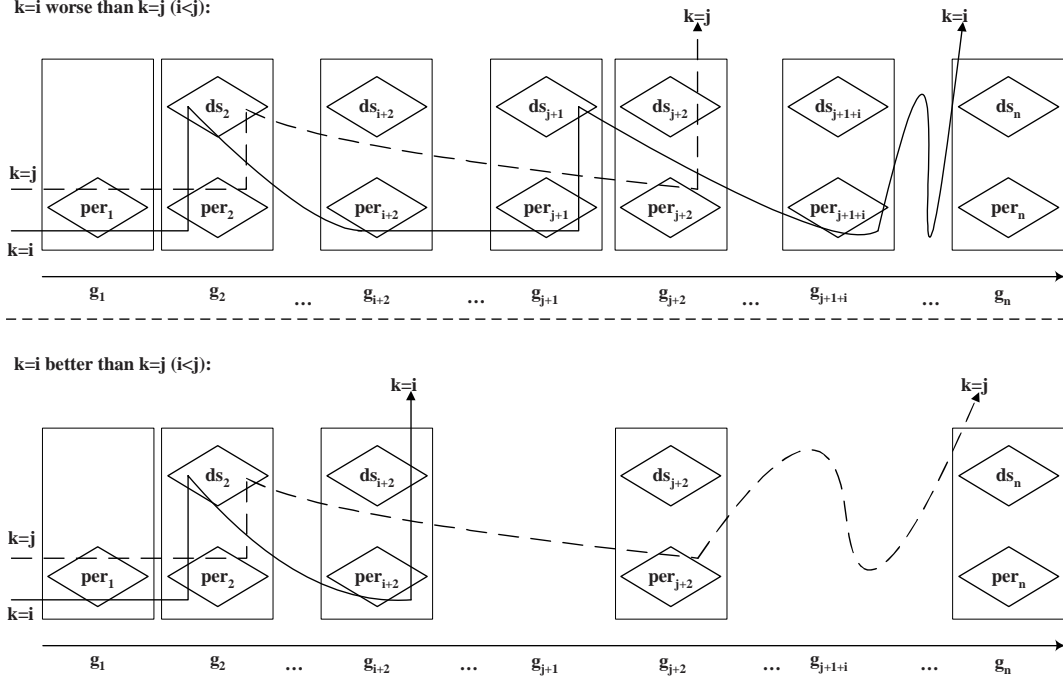 k=i worse than k=j (i<j):
k=j k=i
ds₂ dsᵢ₊₂ dsⱼ₊₁ dsⱼ₊₂ dsⱼ₊₁₊ᵢ dsₙ
k=j
per₁ per₂ perᵢ₊₂ perⱼ₊₁ perⱼ₊₂ perⱼ₊₁₊ᵢ perₙ
k=i
g₁ g₂ ... gᵢ₊₂ ... gⱼ₊₁ gⱼ₊₂ ... gⱼ₊₁₊ᵢ ... gₙ
k=i better than k=j (i<j):
k=i k=j
ds₂ dsᵢ₊₂ dsⱼ₊₂ dsₙ
k=j
per₁ per₂ perᵢ₊₂ perⱼ₊₂ perₙ
k=i
g₁ g₂ ... gᵢ₊₂ ... gⱼ₊₁ gⱼ₊₂ ... gⱼ₊₁₊ᵢ ... gₙ